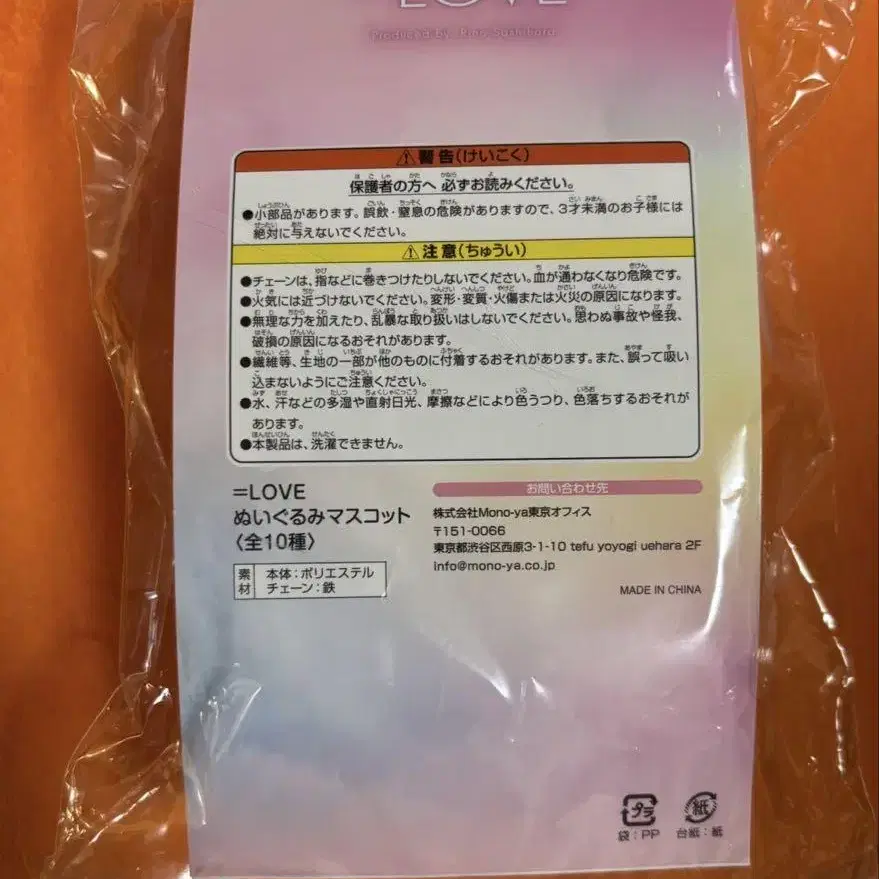 =LOVE
Produced by Rino Sashihara
⚠警告(けいこく)
保護者の方へ 必ずお読みください。
●小部品があります。誤飲・窒息の危険がありますので、3才未満のお子様には
絶対に与えないでください。
⚠注意(ちゅうい)
●チェーンは、指などに巻きつけたりしないでください。血が通わなくなり危険です。
●火気には近づけないでください。変形・変質・火傷または火災の原因になります。
●無理な力を加えたり、乱暴な取り扱いはしないでください。思わぬ事故や怪我、
破損の原因になるおそれがあります。
●繊維等、生地の一部が他のものに付着するおそれがあります。また、誤って吸い
込まないようにご注意ください。
●水、汗などの多湿や直射日光、摩擦などにより色うつり、色落ちするおそれが
あります。
●本製品は、洗濯できません。
=LOVE
ぬいぐるみマスコット
〈全10種〉
素材
本体:ポリエステル
チェーン:鉄
お問い合わせ先
株式会社Mono-ya東京オフィス
〒151-0066
東京都渋谷区西原3-1-10 tefu yoyogi uehara 2F
info@mono-ya.co.jp
MADE IN CHINA
プラ
袋:PP
紙
台紙:紙